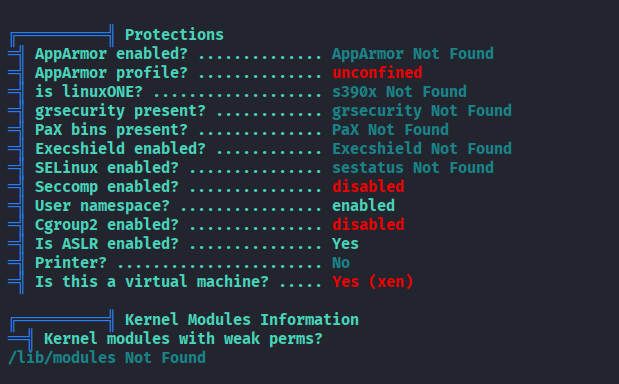 ╔══════════╣ Protections
═╣ AppArmor enabled? .............. AppArmor Not Found
═╣ AppArmor profile? .............. unconfined
═╣ is linuxONE? ................... s390x Not Found
═╣ grsecurity present? ............ grsecurity Not Found
═╣ PaX bins present? .............. PaX Not Found
═╣ Execshield enabled? ............ Execshield Not Found
═╣ SELinux enabled? ............... sestatus Not Found
═╣ Seccomp enabled? ............... disabled
═╣ User namespace? ................ enabled
═╣ Cgroup2 enabled? ............... disabled
═╣ Is ASLR enabled? ............... Yes
═╣ Printer? ....................... No
═╣ Is this a virtual machine? ..... Yes (xen)
╔══════════╣ Kernel Modules Information
══╣ Kernel modules with weak perms?
/lib/modules Not Found